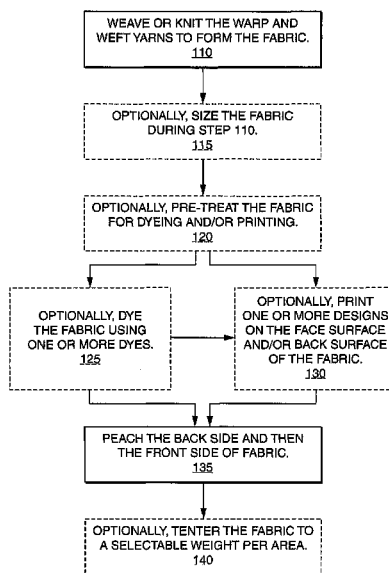 WEAVE OR KNIT THE WARP AND
WEFT YARNS TO FORM THE FABRIC.
110
OPTIONALLY, SIZE THE FABRIC
DURING STEP 110.
115
OPTIONALLY, PRE-TREAT THE FABRIC
FOR DYEING AND/OR PRINTING.
120
OPTIONALLY, DYE
THE FABRIC USING
ONE OR MORE DYES.
125
OPTIONALLY, PRINT
ONE OR MORE DESIGNS
ON THE FACE SURFACE
AND/OR BACK SURFACE
OF THE FABRIC.
130
PEACH THE BACK SIDE AND THEN
THE FRONT SIDE OF FABRIC.
135
OPTIONALLY, TENTER THE FABRIC TO
A SELECTABLE WEIGHT PER AREA.
140